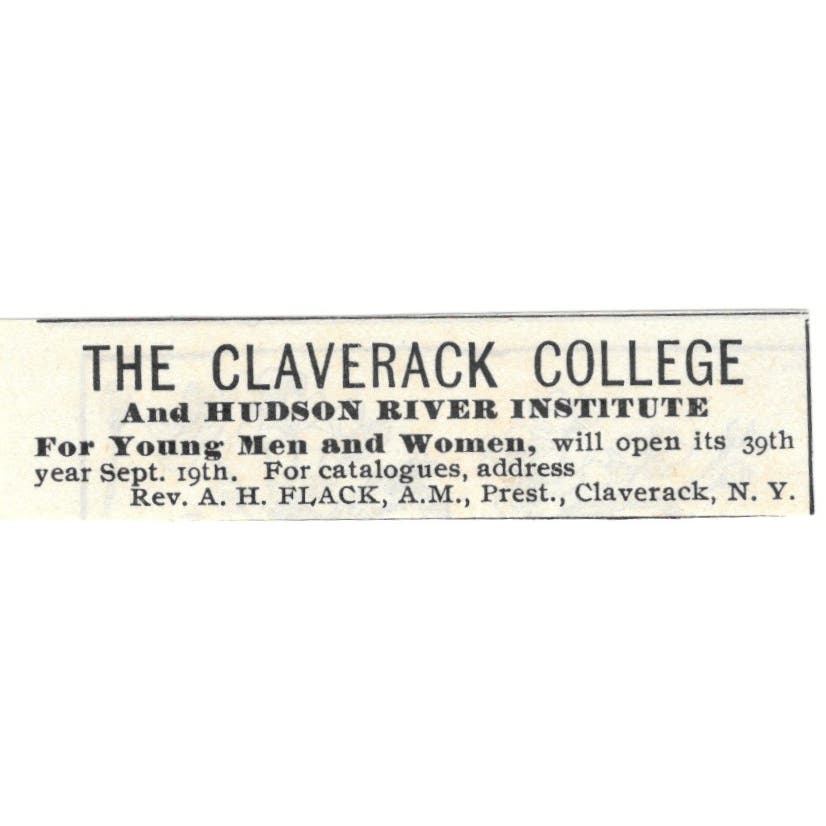 THE CLAVERACK COLLEGE
And HUDSON RIVER INSTITUTE
For Young Men and Women, will open its 39th
year Sept. 19th. For catalogues, address
Rev. A. H. FLACK, A.M., Prest., Claverack, N. Y.